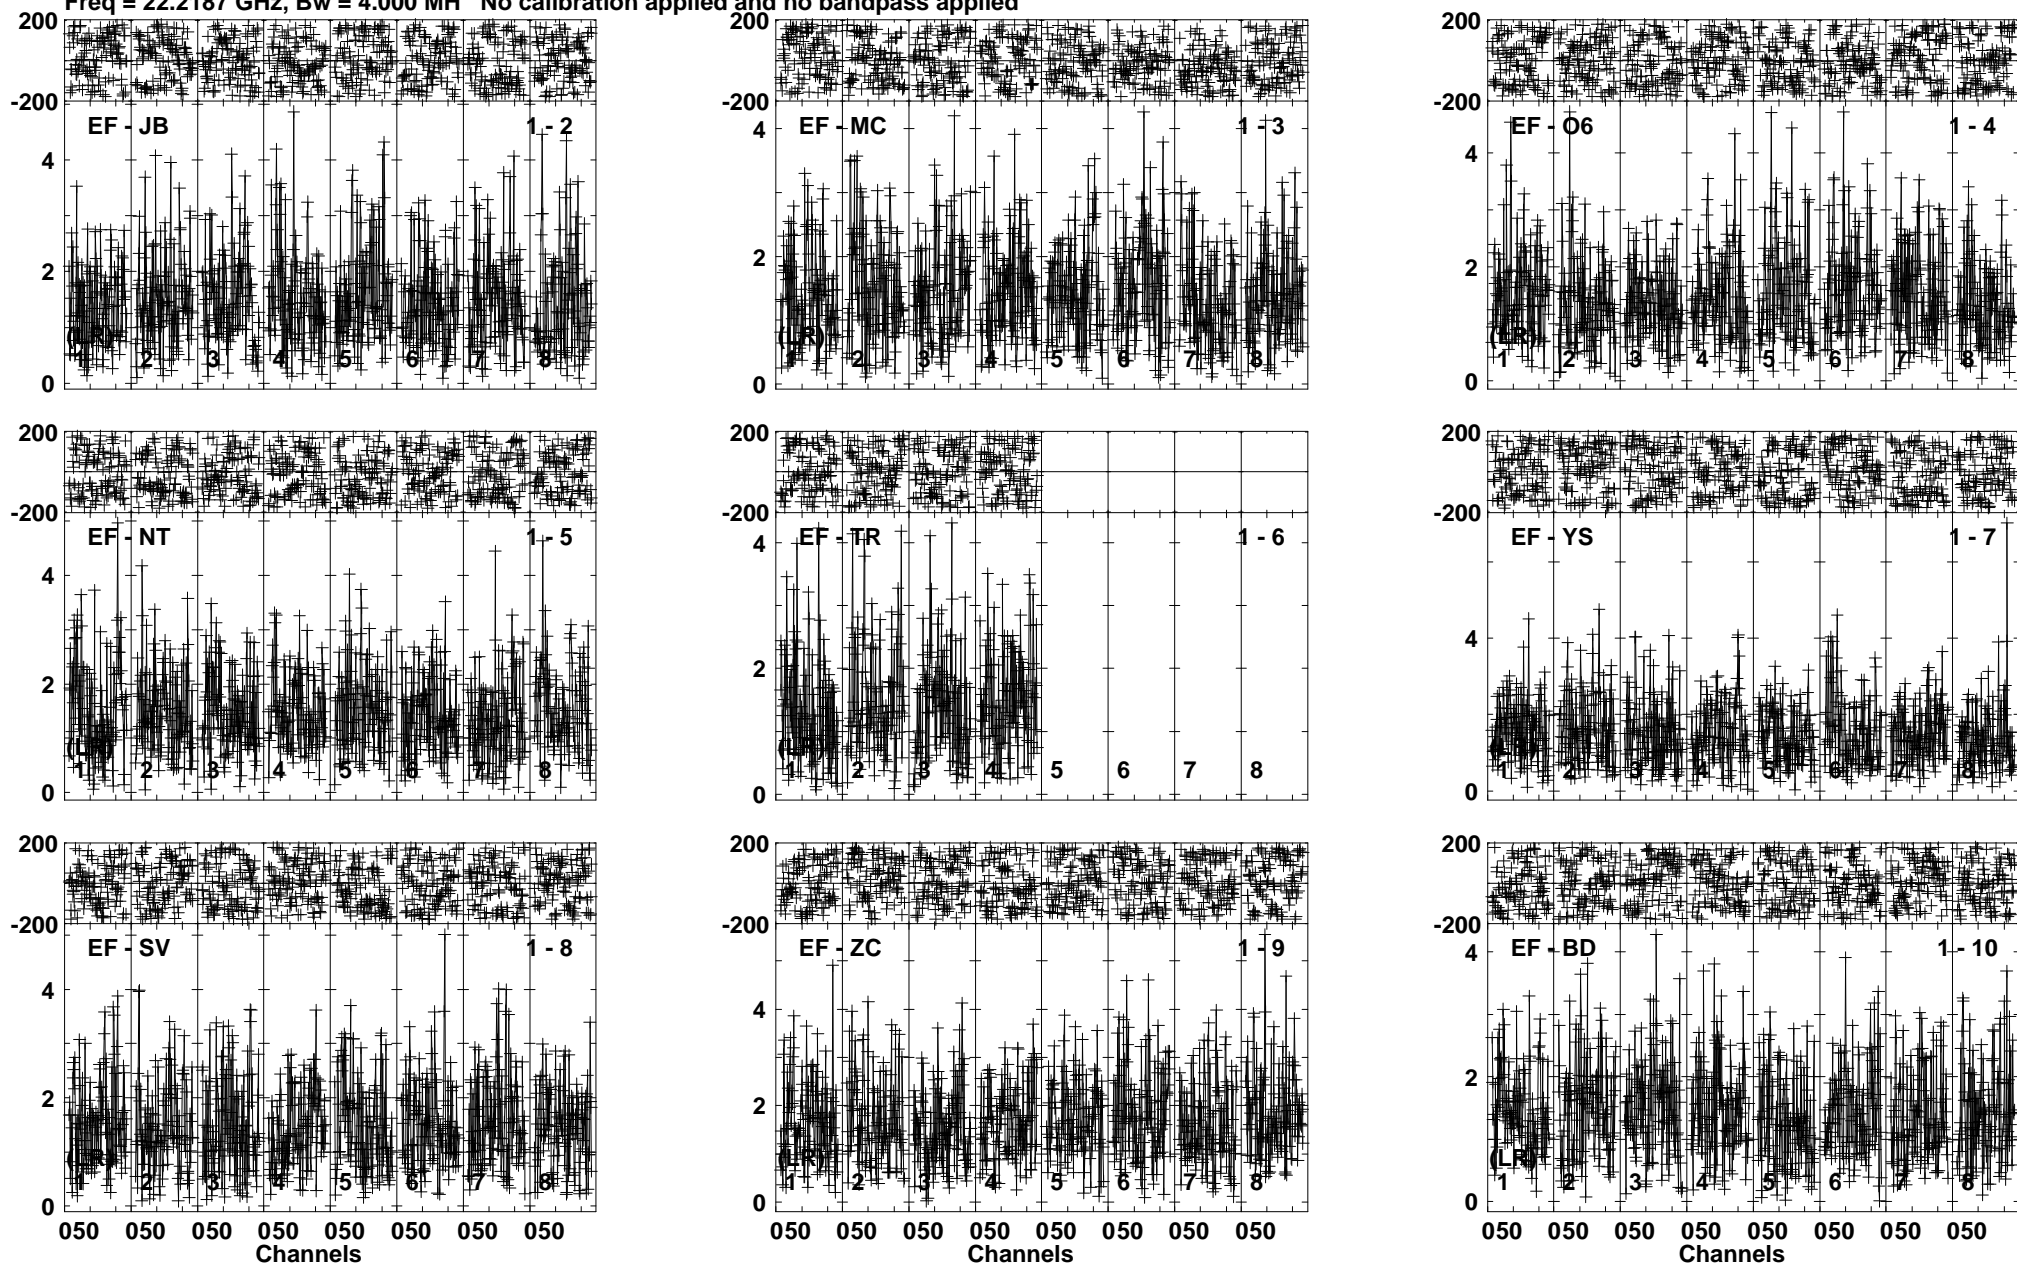 Freq = 22.2187 GHz, Bw = 4.000 MH   No calibration applied and no bandpass applied
200
-200
EF - JB 1 - 2
4
2
0
(LR)
1 2 3 4 5 6 7 8
200
-200
EF - MC 1 - 3
4
2
0
(LR)
1 2 3 4 5 6 7 8
200
-200
EF - O6 1 - 4
4
2
0
(LR)
1 2 3 4 5 6 7 8
200
-200
EF - NT 1 - 5
4
2
0
(LR)
1 2 3 4 5 6 7 8
200
-200
EF - TR 1 - 6
4
2
0
(LR)
1 2 3 4 5 6 7 8
200
-200
EF - YS 1 - 7
4
2
0
(LR)
1 2 3 4 5 6 7 8
200
-200
EF - SV 1 - 8
4
2
0
(LR)
1 2 3 4 5 6 7 8
050 050 050 050 050 050 050 050
Channels
200
-200
EF - ZC 1 - 9
4
2
0
(LR)
1 2 3 4 5 6 7 8
050 050 050 050 050 050 050 050
Channels
200
-200
EF - BD 1 - 10
4
2
0
(LR)
1 2 3 4 5 6 7 8
050 050 050 050 050 050 050 050
Channels